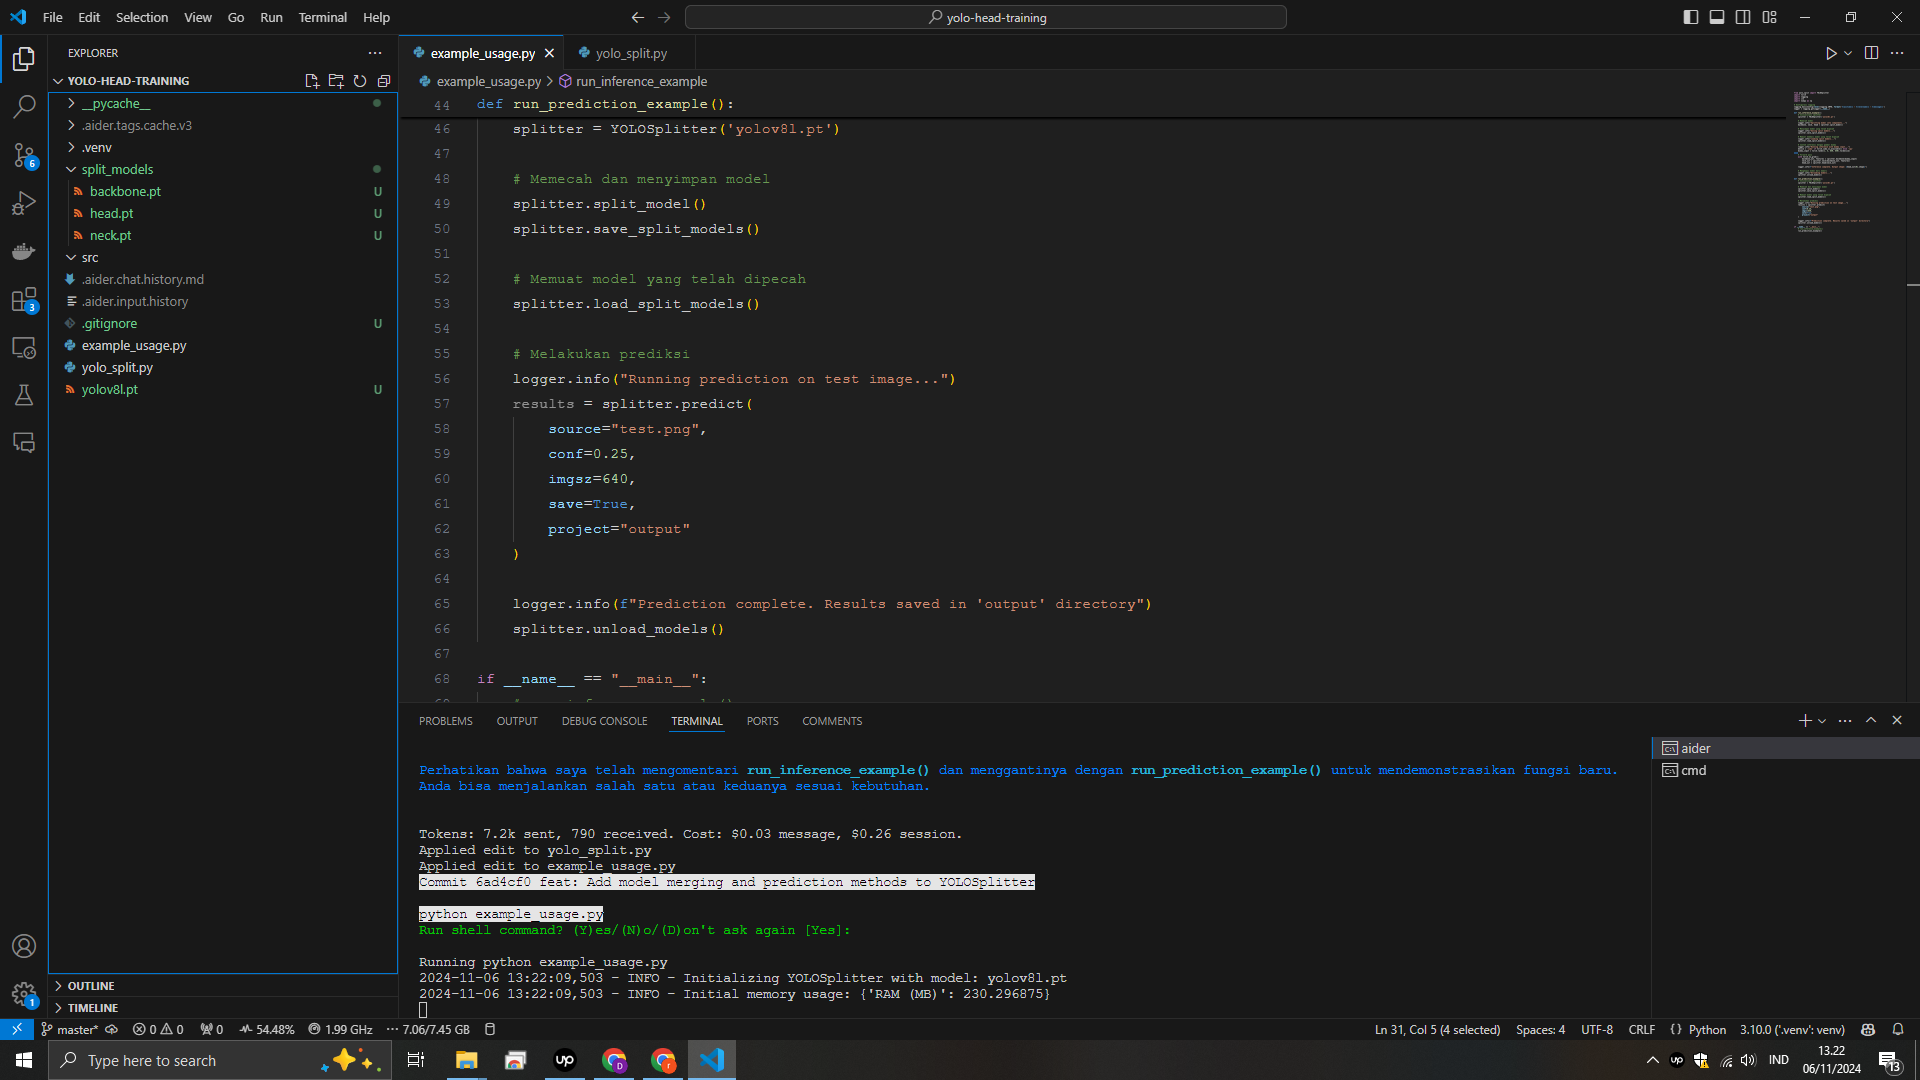 File Edit Selection View Go Run Terminal Help
yolo-head-training
EXPLORER
YOLO-HEAD-TRAINING
__pycache__
.aider.tags.cache.v3
.venv
split_models
backbone.pt U
head.pt U
neck.pt U
src
.aider.chat.history.md
.aider.input.history
.gitignore U
example_usage.py
yolo_split.py
yolov8l.pt U
OUTLINE
TIMELINE
6
3
1
example_usage.py
yolo_split.py
example_usage.py > run_inference_example
44 def run_prediction_example():
46 splitter = YOLOSplitter('yolov8l.pt')
47
48 # Memecah dan menyimpan model
49 splitter.split_model()
50 splitter.save_split_models()
51
52 # Memuat model yang telah dipecah
53 splitter.load_split_models()
54
55 # Melakukan prediksi
56 logger.info("Running prediction on test image...")
57 results = splitter.predict(
58 source="test.png",
59 conf=0.25,
60 imgsz=640,
61 save=True,
62 project="output"
63 )
64
65 logger.info(f"Prediction complete. Results saved in 'output' directory")
66 splitter.unload_models()
67
68 if __name__ == "__main__":
PROBLEMS OUTPUT DEBUG CONSOLE TERMINAL PORTS COMMENTS
Perhatikan bahwa saya telah mengomentari run_inference_example() dan menggantinya dengan run_prediction_example() untuk mendemonstrasikan fungsi baru.
Anda bisa menjalankan salah satu atau keduanya sesuai kebutuhan.
Tokens: 7.2k sent, 790 received. Cost: $0.03 message, $0.26 session.
Applied edit to yolo_split.py
Applied edit to example_usage.py
Commit 6ad4cf0 feat: Add model merging and prediction methods to YOLOSplitter
python example_usage.py
Run shell command? (Y)es/(N)o/(D)on't ask again [Yes]:
Running python example_usage.py
2024-11-06 13:22:09,503 - INFO - Initializing YOLOSplitter with model: yolov8l.pt
2024-11-06 13:22:09,503 - INFO - Initial memory usage: {'RAM (MB)': 230.296875}
aider
cmd
master* 0 0 0 54.48% 1.99 GHz 7.06/7.45 GB
Ln 31, Col 5 (4 selected) Spaces: 4 UTF-8 CRLF Python 3.10.0 ('.venv': venv)
Type here to search
up
D
r
up
IND
13.22
06/11/2024
13